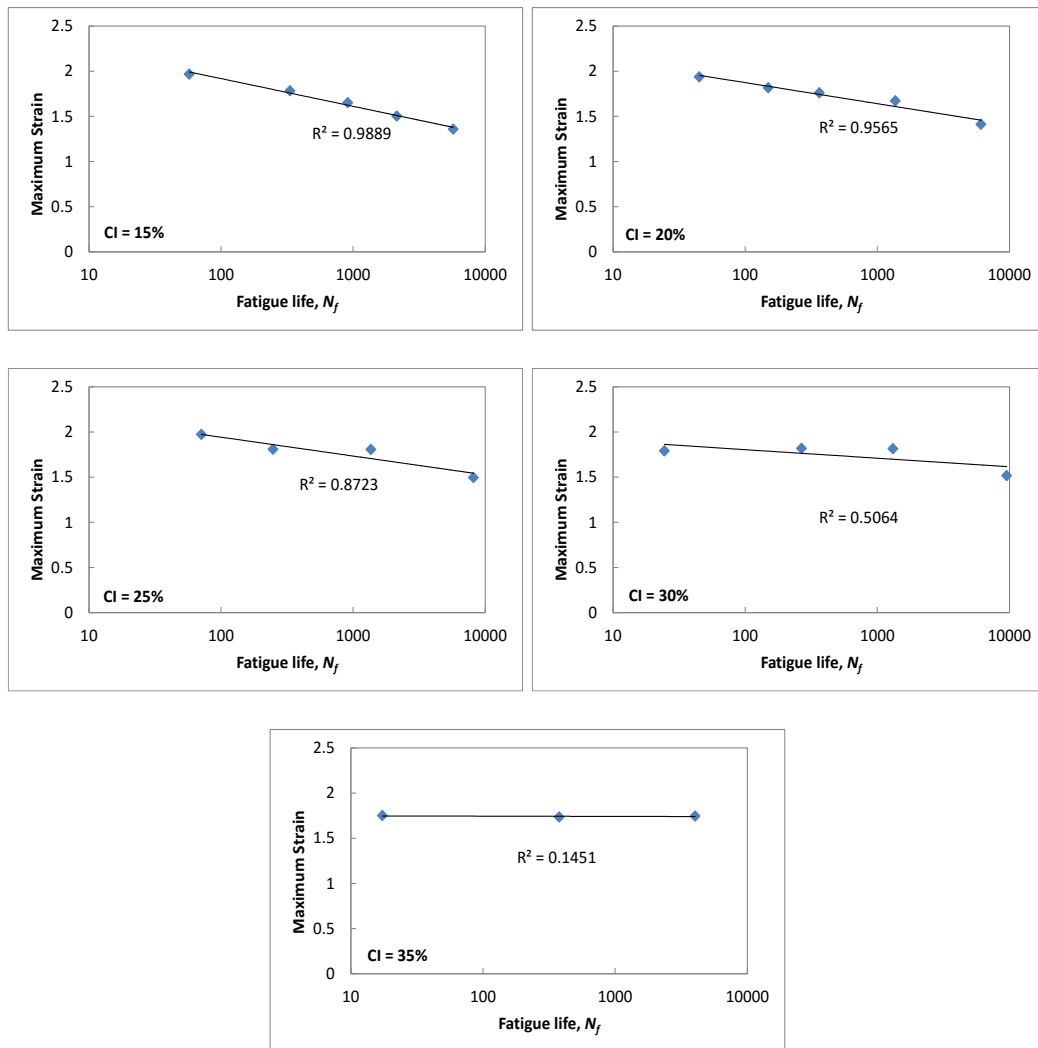 2.5
2
1.5
1
0.5
0
Maximum Strain
R² = 0.9889
CI = 15%
10 100 1000 10000
Fatigue life, N_f
2.5
2
1.5
1
0.5
0
Maximum Strain
R² = 0.9565
CI = 20%
10 100 1000 10000
Fatigue life, N_f
2.5
2
1.5
1
0.5
0
Maximum Strain
R² = 0.8723
CI = 25%
10 100 1000 10000
Fatigue life, N_f
2.5
2
1.5
1
0.5
0
Maximum Strain
R² = 0.5064
CI = 30%
10 100 1000 10000
Fatigue life, N_f
2.5
2
1.5
1
0.5
0
Maximum Strain
R² = 0.1451
CI = 35%
10 100 1000 10000
Fatigue life, N_f